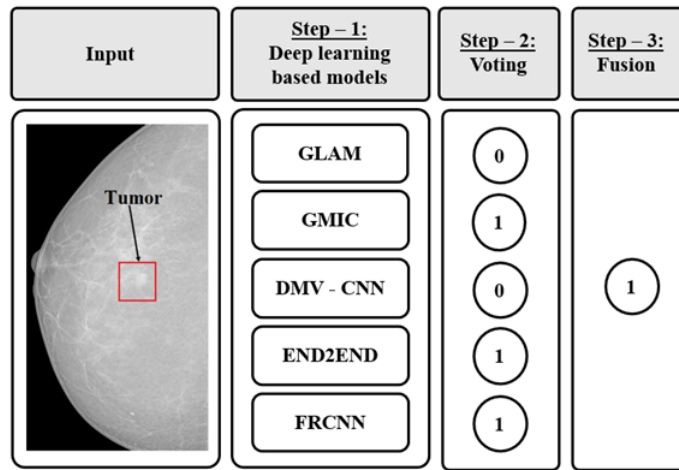 Input
Step – 1:
Deep learning
based models
Step – 2:
Voting
Step – 3:
Fusion
Tumor
GLAM
0
GMIC
1
DMV - CNN
0
1
END2END
1
FRCNN
1